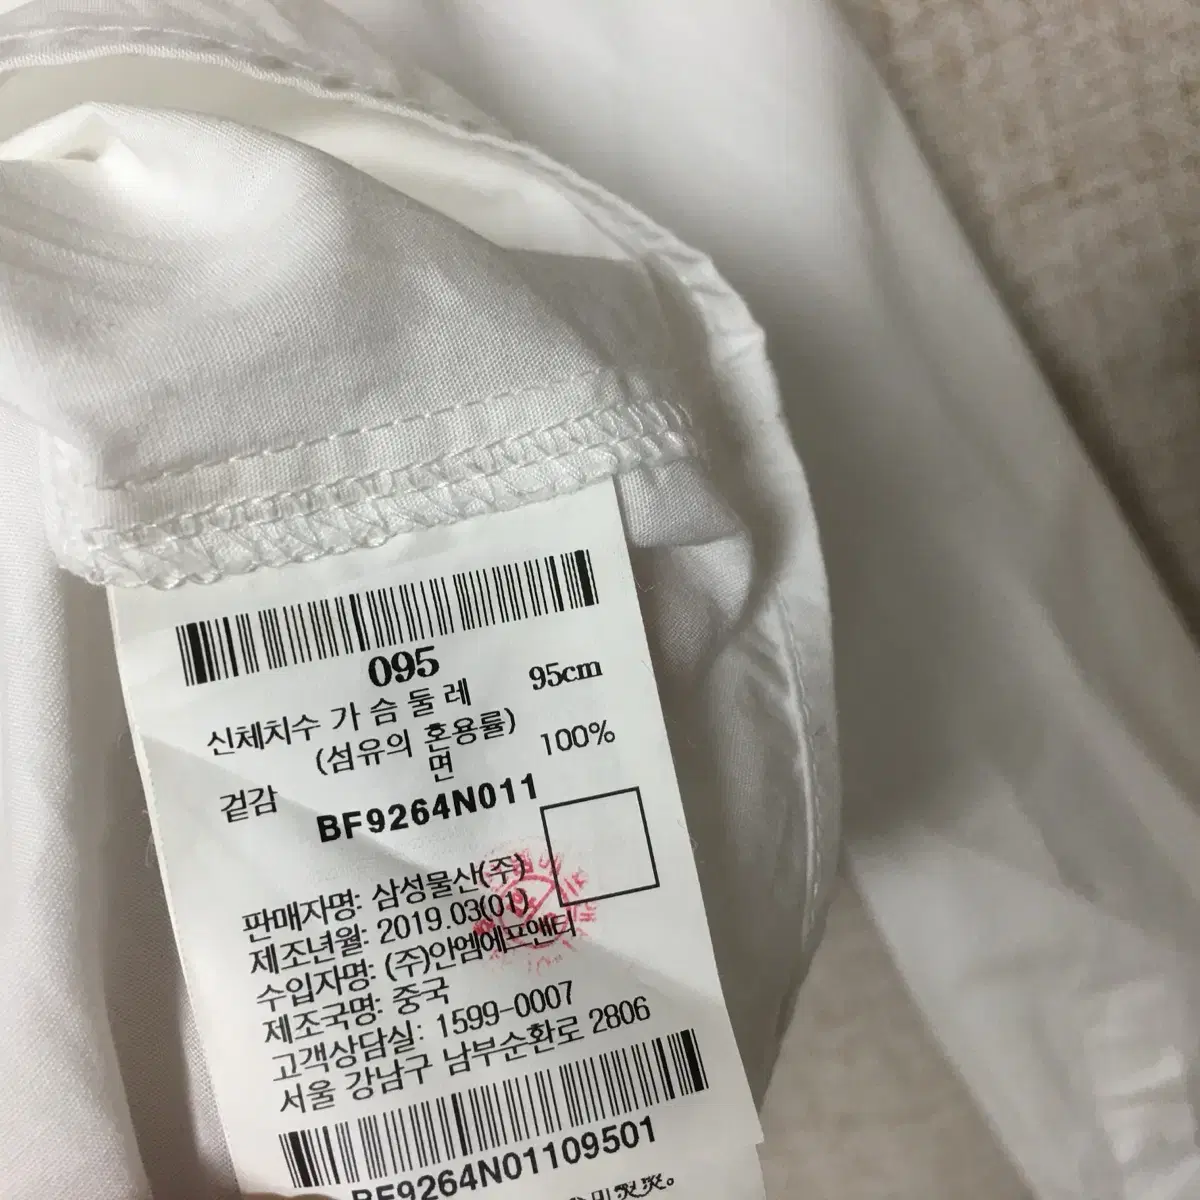 095
신체치수 가 슴 둘 레 95cm
(섬유의 혼용률)
겉감 면 100%
BF9264N011
판매자명: 삼성물산(주)
제조년월: 2019.03(01)
수입자명: (주)안엠에프앤티
제조국명: 중국
고객상담실: 1599-0007
서울 강남구 남부순환로 2806
BF9264N01109501